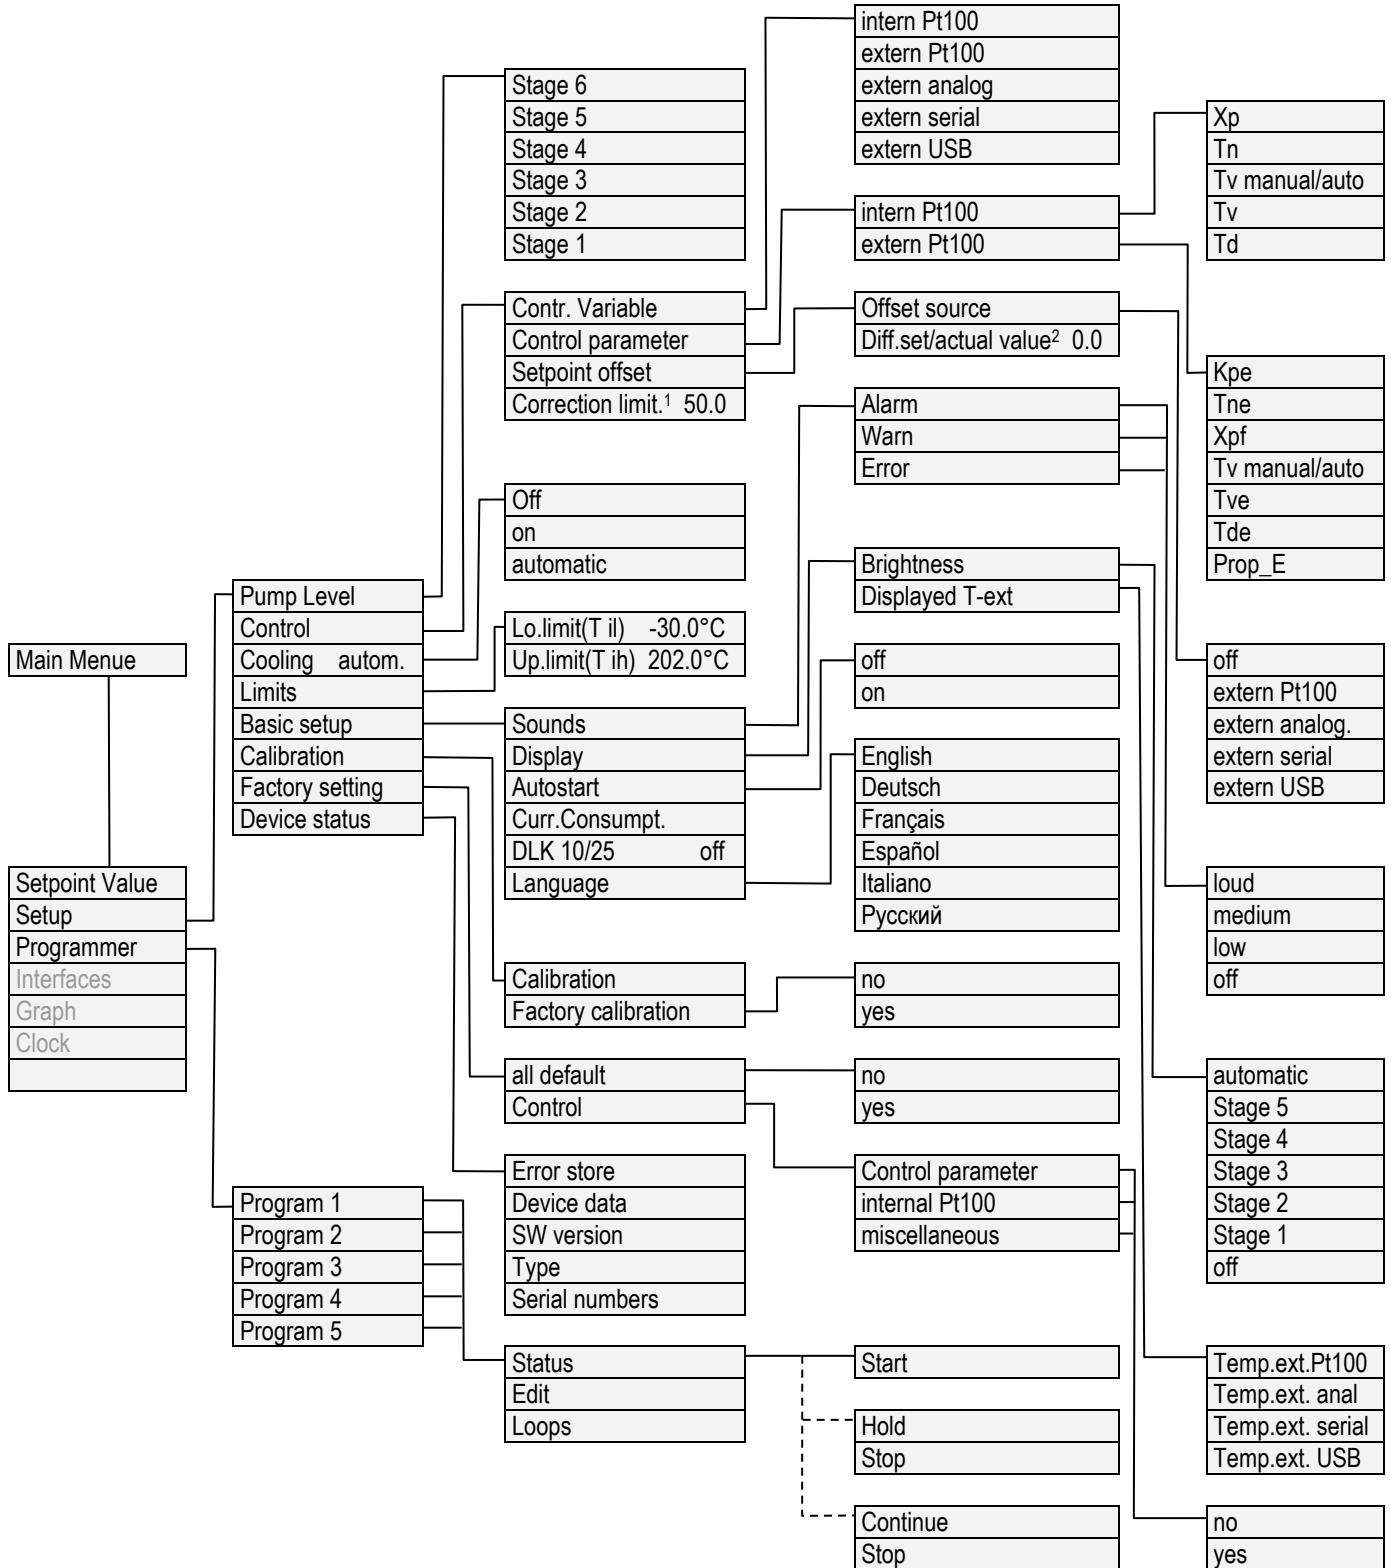 Main Menue
Setpoint Value
Setup
Programmer
Interfaces
Graph
Clock
Pump Level
Control
Cooling autom.
Limits
Basic setup
Calibration
Factory setting
Device status
Program 1
Program 2
Program 3
Program 4
Program 5
Stage 6
Stage 5
Stage 4
Stage 3
Stage 2
Stage 1
Contr. Variable
Control parameter
Setpoint offset
Correction limit.¹ 50.0
Off
on
automatic
Lo.limit(T il) -30.0°C
Up.limit(T ih) 202.0°C
Sounds
Display
Autostart
Curr.Consumpt.
DLK 10/25 off
Language
Calibration
Factory calibration
all default
Control
Error store
Device data
SW version
Type
Serial numbers
Status
Edit
Loops
intern Pt100
extern Pt100
extern analog
extern serial
extern USB
intern Pt100
extern Pt100
Offset source
Diff.set/actual value² 0.0
Alarm
Warn
Error
Brightness
Displayed T-ext
off
on
English
Deutsch
Français
Español
Italiano
Русский
no
yes
no
yes
Control parameter
internal Pt100
miscellaneous
Start
Hold
Stop
Continue
Stop
Xp
Tn
Tv manual/auto
Tv
Td
Kpe
Tne
Xpf
Tv manual/auto
Tve
Tde
Prop_E
off
extern Pt100
extern analog.
extern serial
extern USB
loud
medium
low
off
automatic
Stage 5
Stage 4
Stage 3
Stage 2
Stage 1
off
Temp.ext.Pt100
Temp.ext. anal
Temp.ext. serial
Temp.ext. USB
no
yes